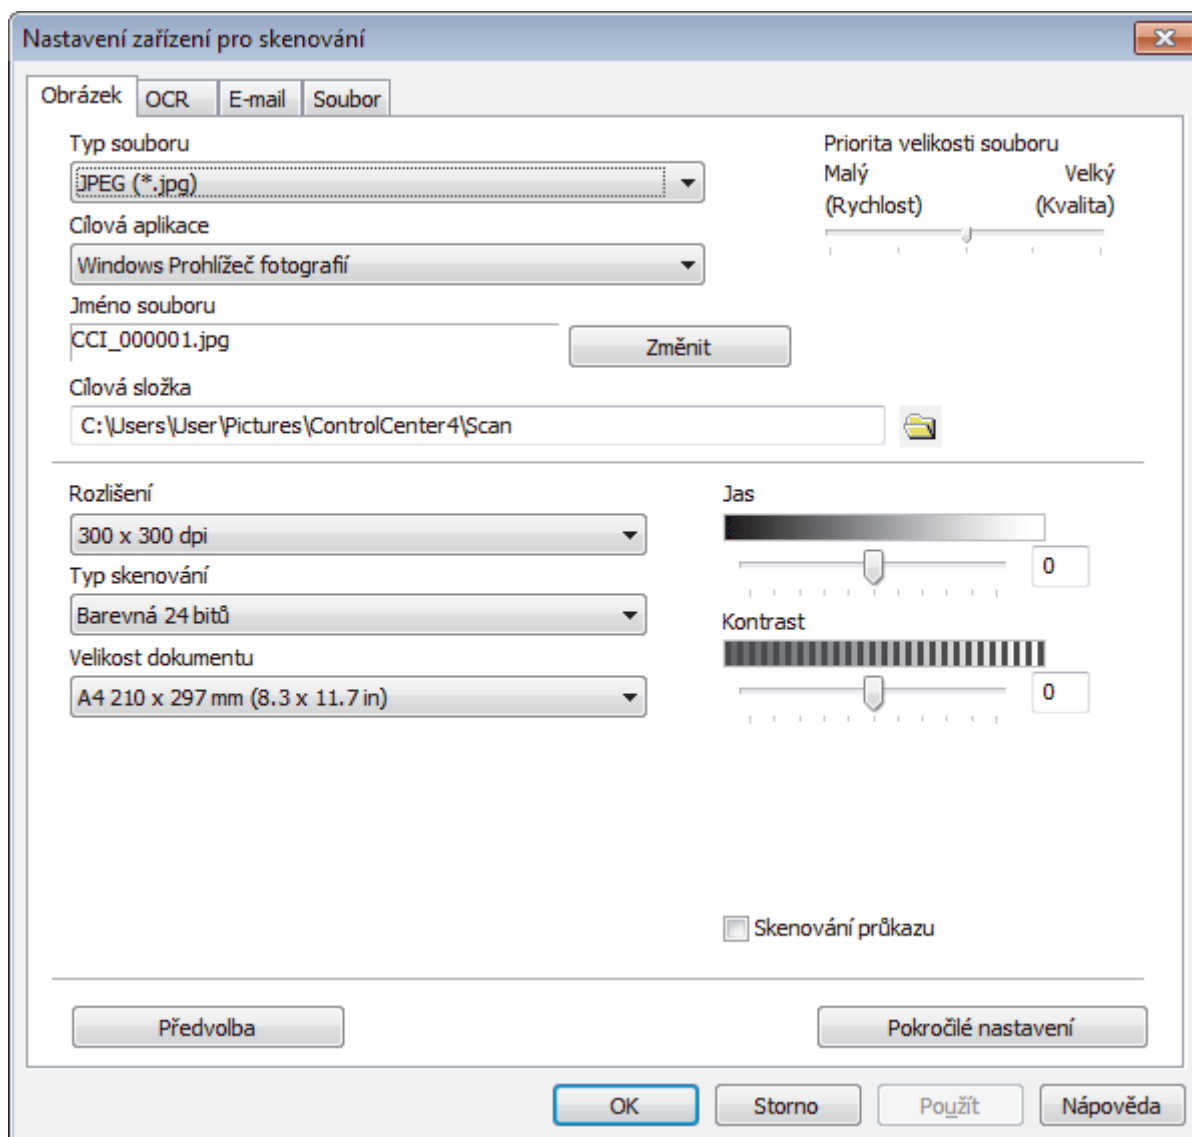 Nastavení zařízení pro skenování
Obrázek OCR E-mail Soubor
Typ souboru
JPEG (*.jpg)
Priorita velikosti souboru
Malý Velký
(Rychlost) (Kvalita)
Cílová aplikace
Windows Prohlížeč fotografií
Jméno souboru
CCI_000001.jpg
Změnit
Cílová složka
C:\Users\User\Pictures\ControlCenter4\Scan
Rozlišení
300 x 300 dpi
Typ skenování
Barevná 24 bitů
Velikost dokumentu
A4 210 x 297 mm (8.3 x 11.7 in)
Jas
0
Kontrast
0
Skenování průkazu
Předvolba
Pokročilé nastavení
OK Storno Použít Nápověda